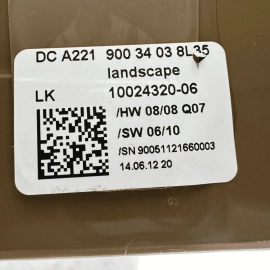 DC A221 900 34 03 8L35
landscape
LK 10024320-06
/HW 08/08 Q07
/SW 06/10
/SN 90051121660003
14.06.12 20